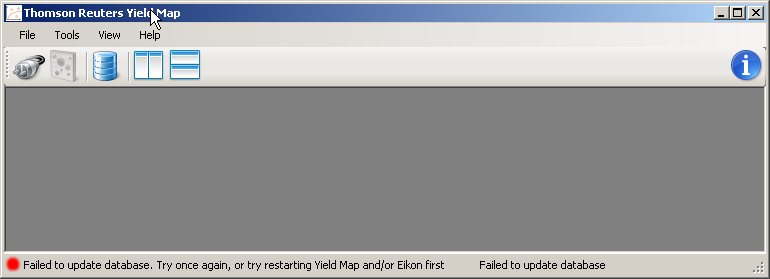 Thomson Reuters Yield Map
File Tools View Help
Failed to update database. Try once again, or try restarting Yield Map and/or Eikon first Failed to update database